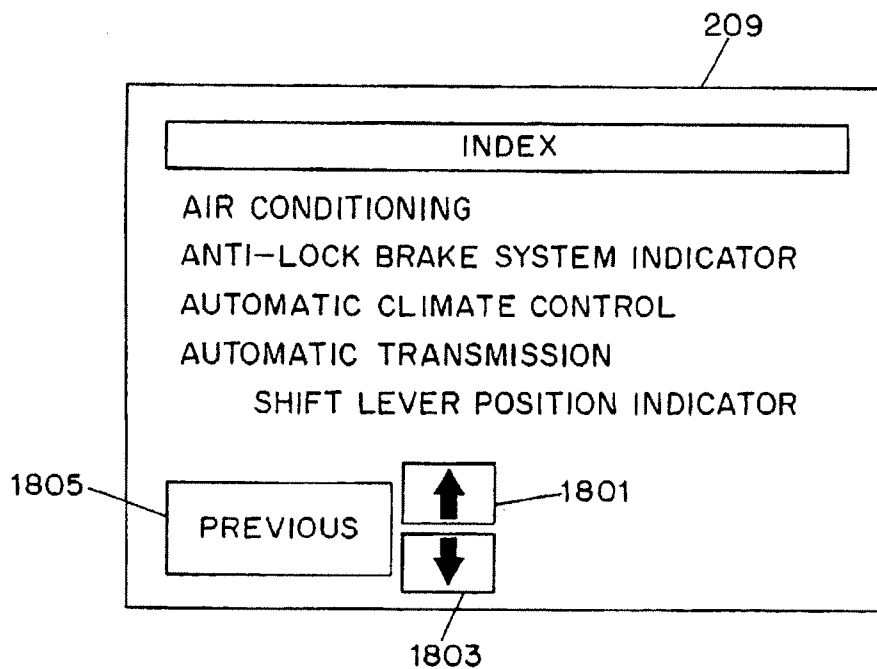 209
INDEX
AIR CONDITIONING
ANTI-LOCK BRAKE SYSTEM INDICATOR
AUTOMATIC CLIMATE CONTROL
AUTOMATIC TRANSMISSION
SHIFT LEVER POSITION INDICATOR
1805
PREVIOUS
1801
1803